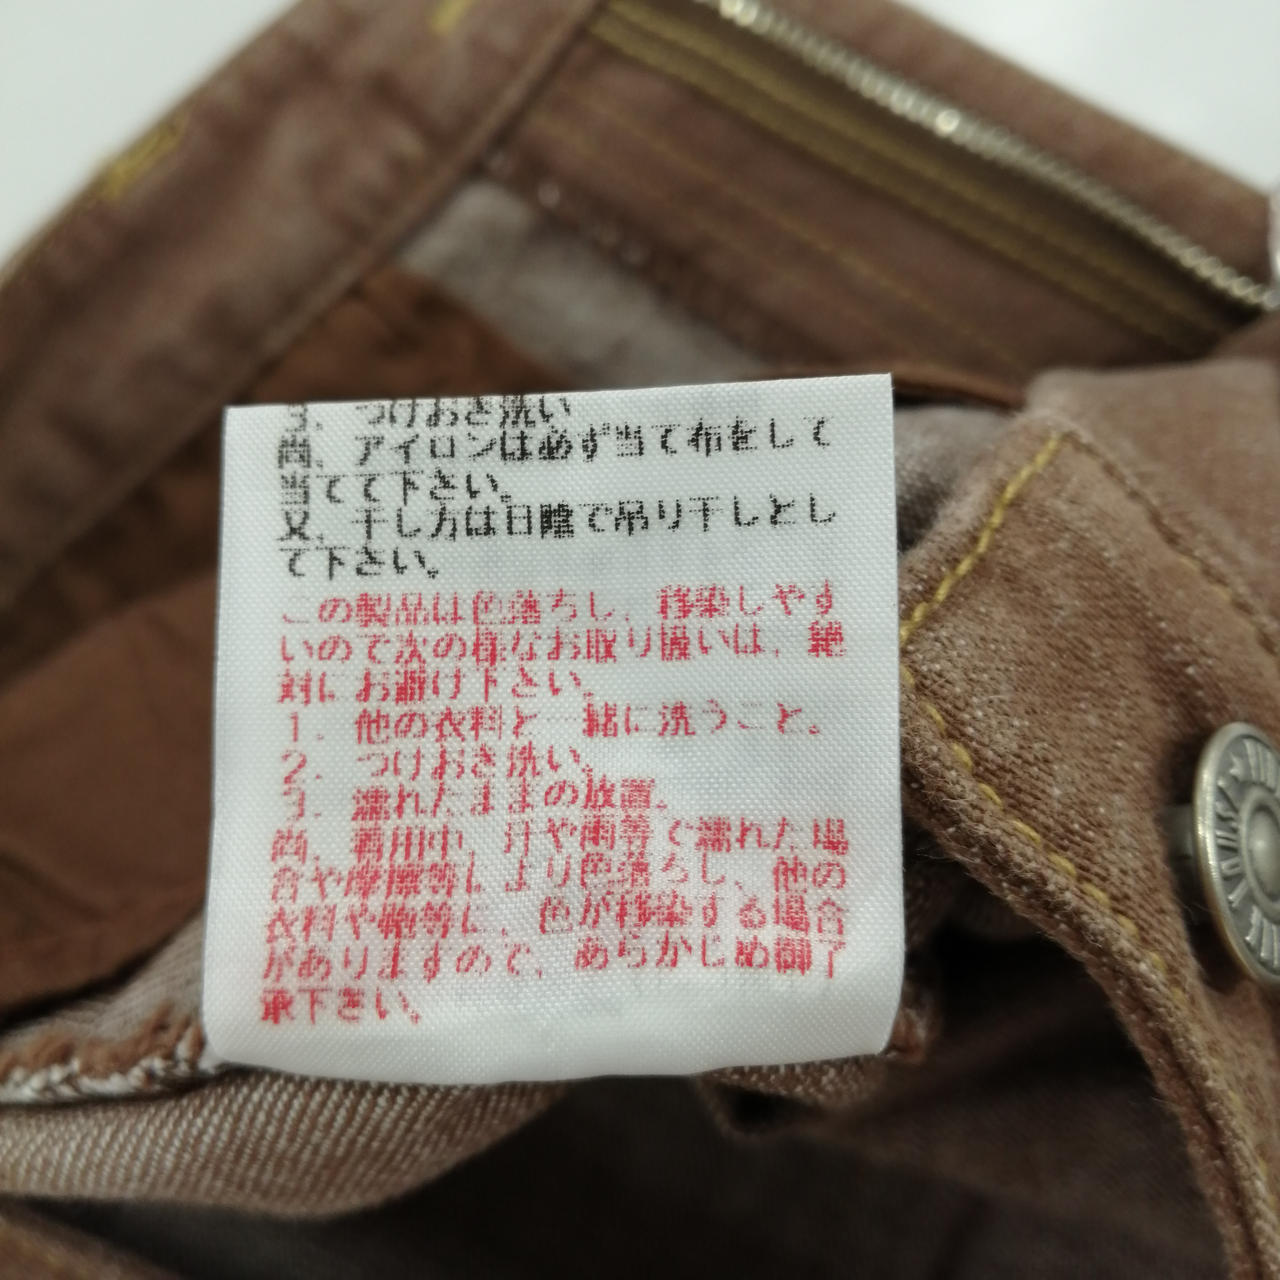 3. つけおき洗い
尚、アイロンは必ず当て布をして
当てて下さい。
又、干し方は日陰で吊り干しとし
て下さい。
この製品は色落ちし、移染しやす
いので次の様なお取り扱いは、絶
対にお避け下さい。
1. 他の衣料と一緒に洗うこと。
2. つけおき洗い。
3. 濡れたままの放置。
尚、着用中、汗や雨等で濡れた場
合や摩擦等により色落ちし、他の
衣料や鞄等に、色が移染する場合
がありますので、あらかじめ御了
承下さい。